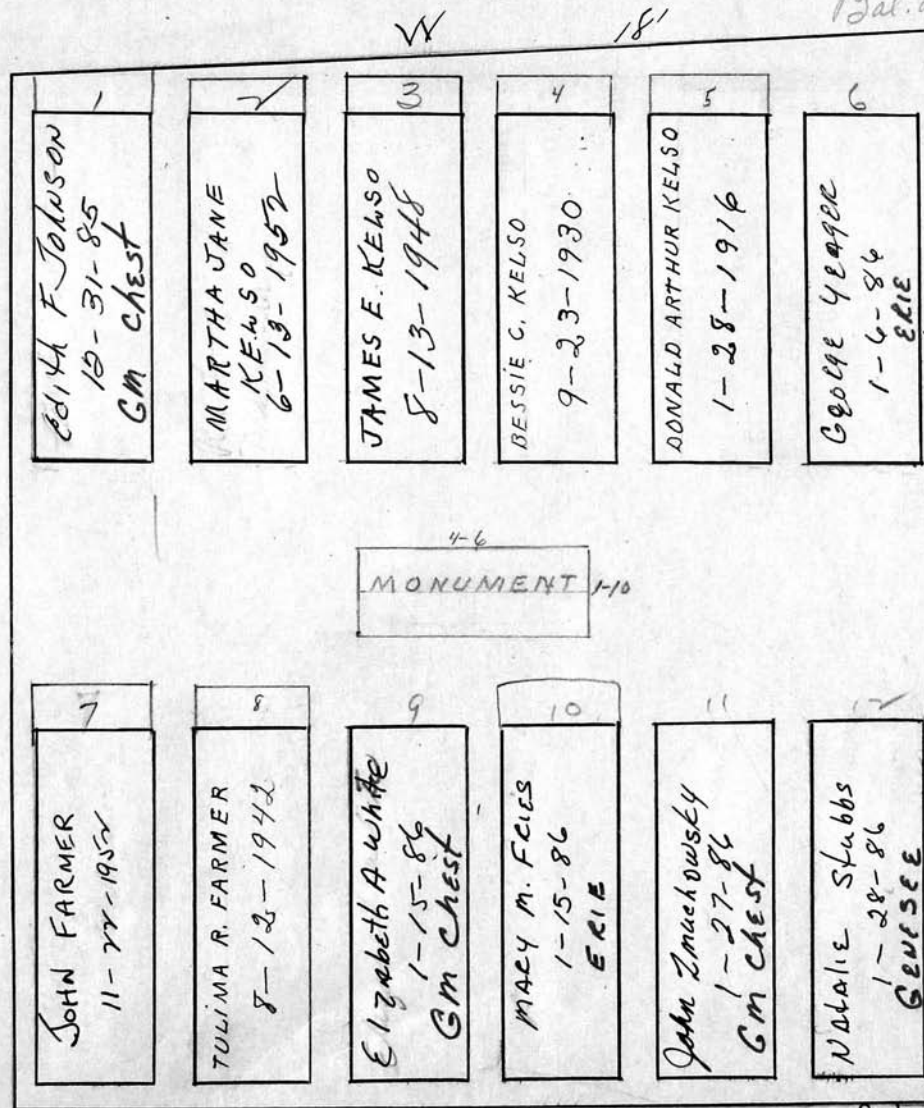 W 18'
1
Edith F. Johnson
12-31-85
GM Chest
2
MARTHA JANE
KELSO
6-13-1952
3
JAMES E. KELSO
8-13-1948
4
BESSIE C. KELSO
9-23-1930
5
DONALD ARTHUR KELSO
1-28-1916
6
George Yeager
1-6-86
ERIE
4-6
MONUMENT 1-10
7
JOHN FARMER
11-22-1952
8
TULIMA R. FARMER
8-12-1942
9
Elizabeth A White
1-15-86
GM Chest
10
MARY M. FRIES
1-15-86
ERIE
11
John Zmuchowsky
1-27-86
GM Chest
12
NatAliE Stubbs
1-28-86
GENESEE